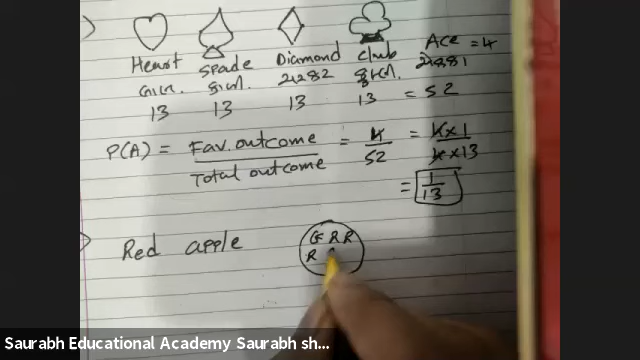 Heart Spade Diamond Club Ace = 4
13 13 13 13 = 52
P(A) = Fav. outcome / Total outcome = 4 / 52 = 4 x 1 / 4 x 13
= 1 / 13
Red apple G R R
R
Saurabh Educational Academy Saurabh sh...